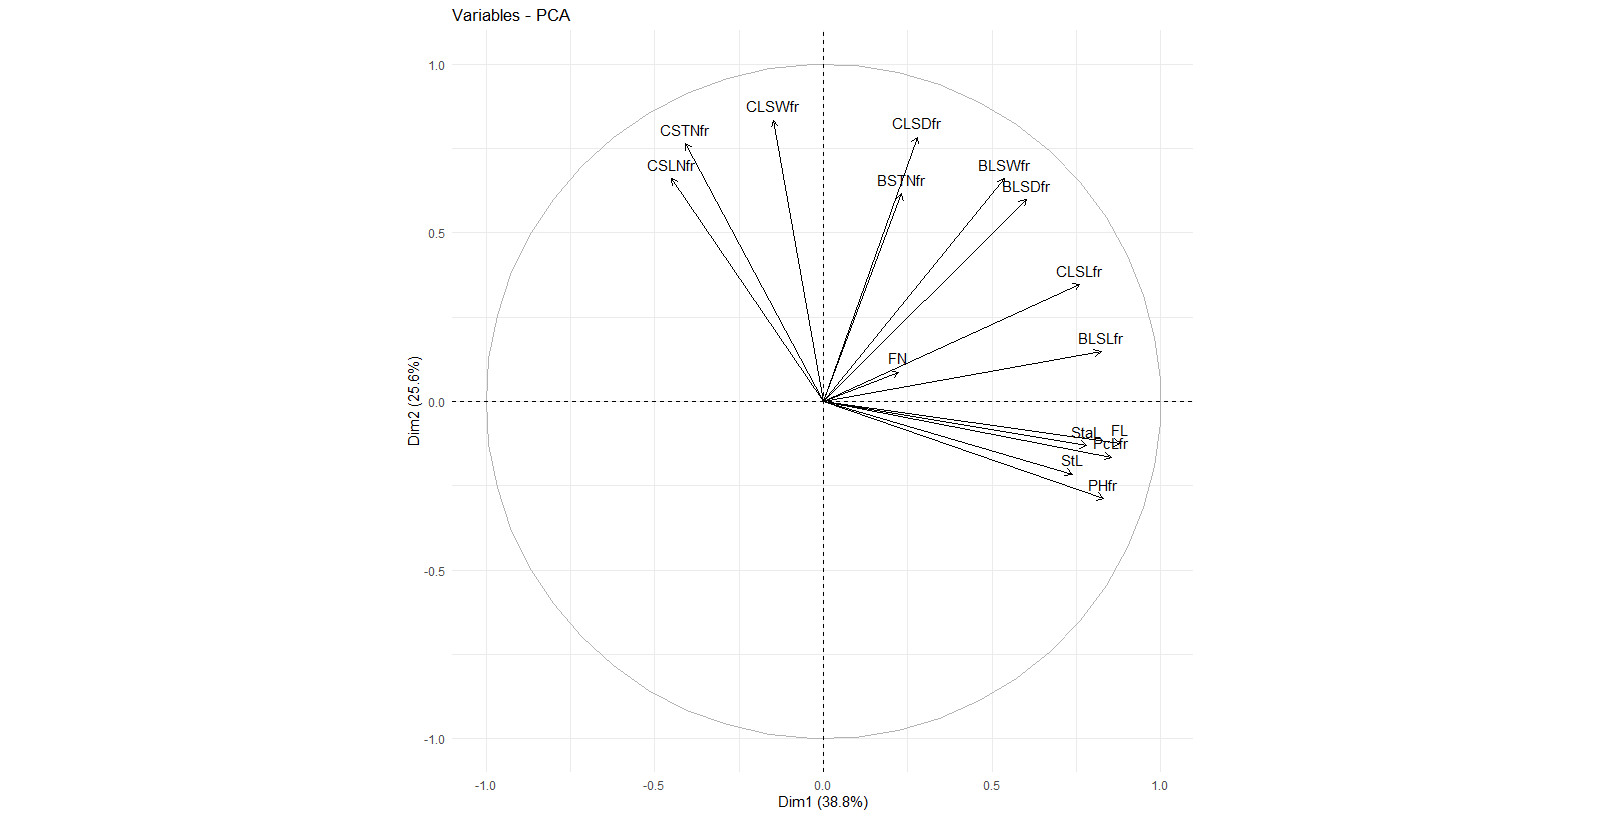 Variables - PCA
1.0
CLSWfr
CLSDfr
CSTNfr
CSLNfr
BLSWfr
BSTNfr
BLSDfr
0.5
CLSLfr
BLSLfr
FN
Dim2 (25.6%)
0.0
StaL
FL
PcLfr
StL
PHfr
-0.5
-1.0
-1.0
-0.5
0.0
0.5
1.0
Dim1 (38.8%)